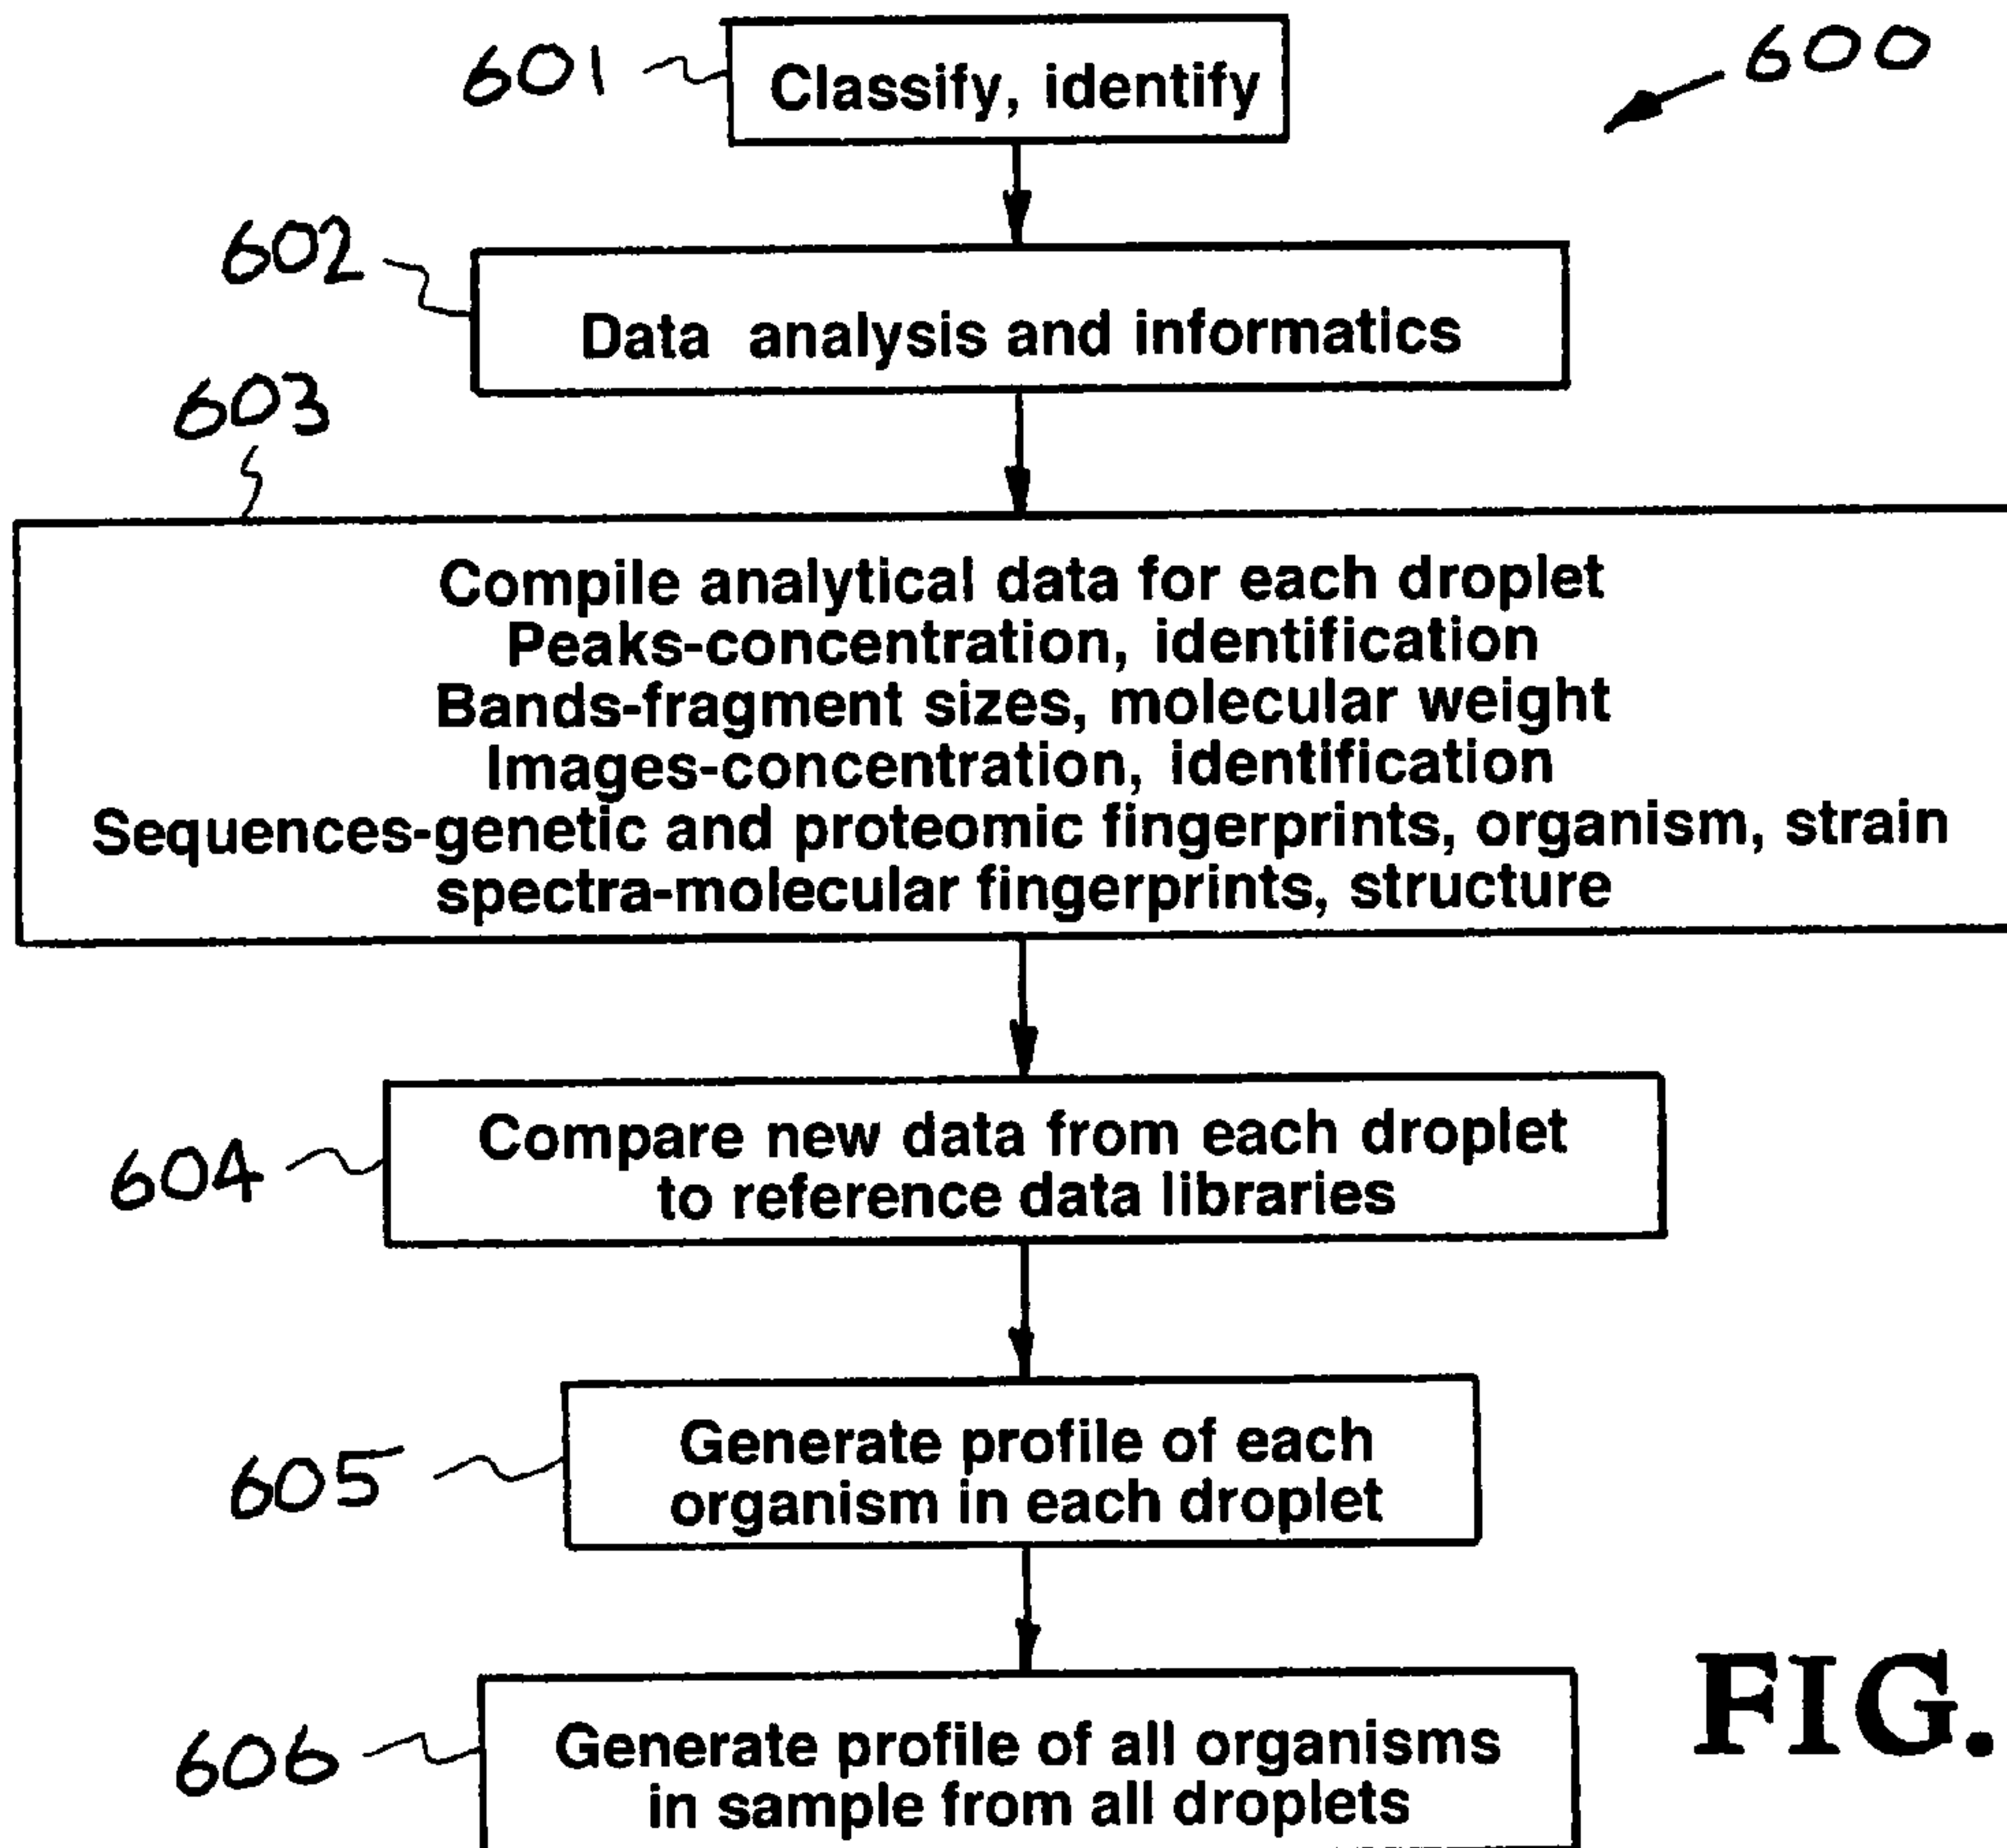 601
Classify, identify
600
602
Data analysis and informatics
603
Compile analytical data for each droplet
Peaks-concentration, identification
Bands-fragment sizes, molecular weight
Images-concentration, identification
Sequences-genetic and proteomic fingerprints, organism, strain
spectra-molecular fingerprints, structure
604
Compare new data from each droplet
to reference data libraries
605
Generate profile of each
organism in each droplet
606
Generate profile of all organisms
in sample from all droplets
FIG.